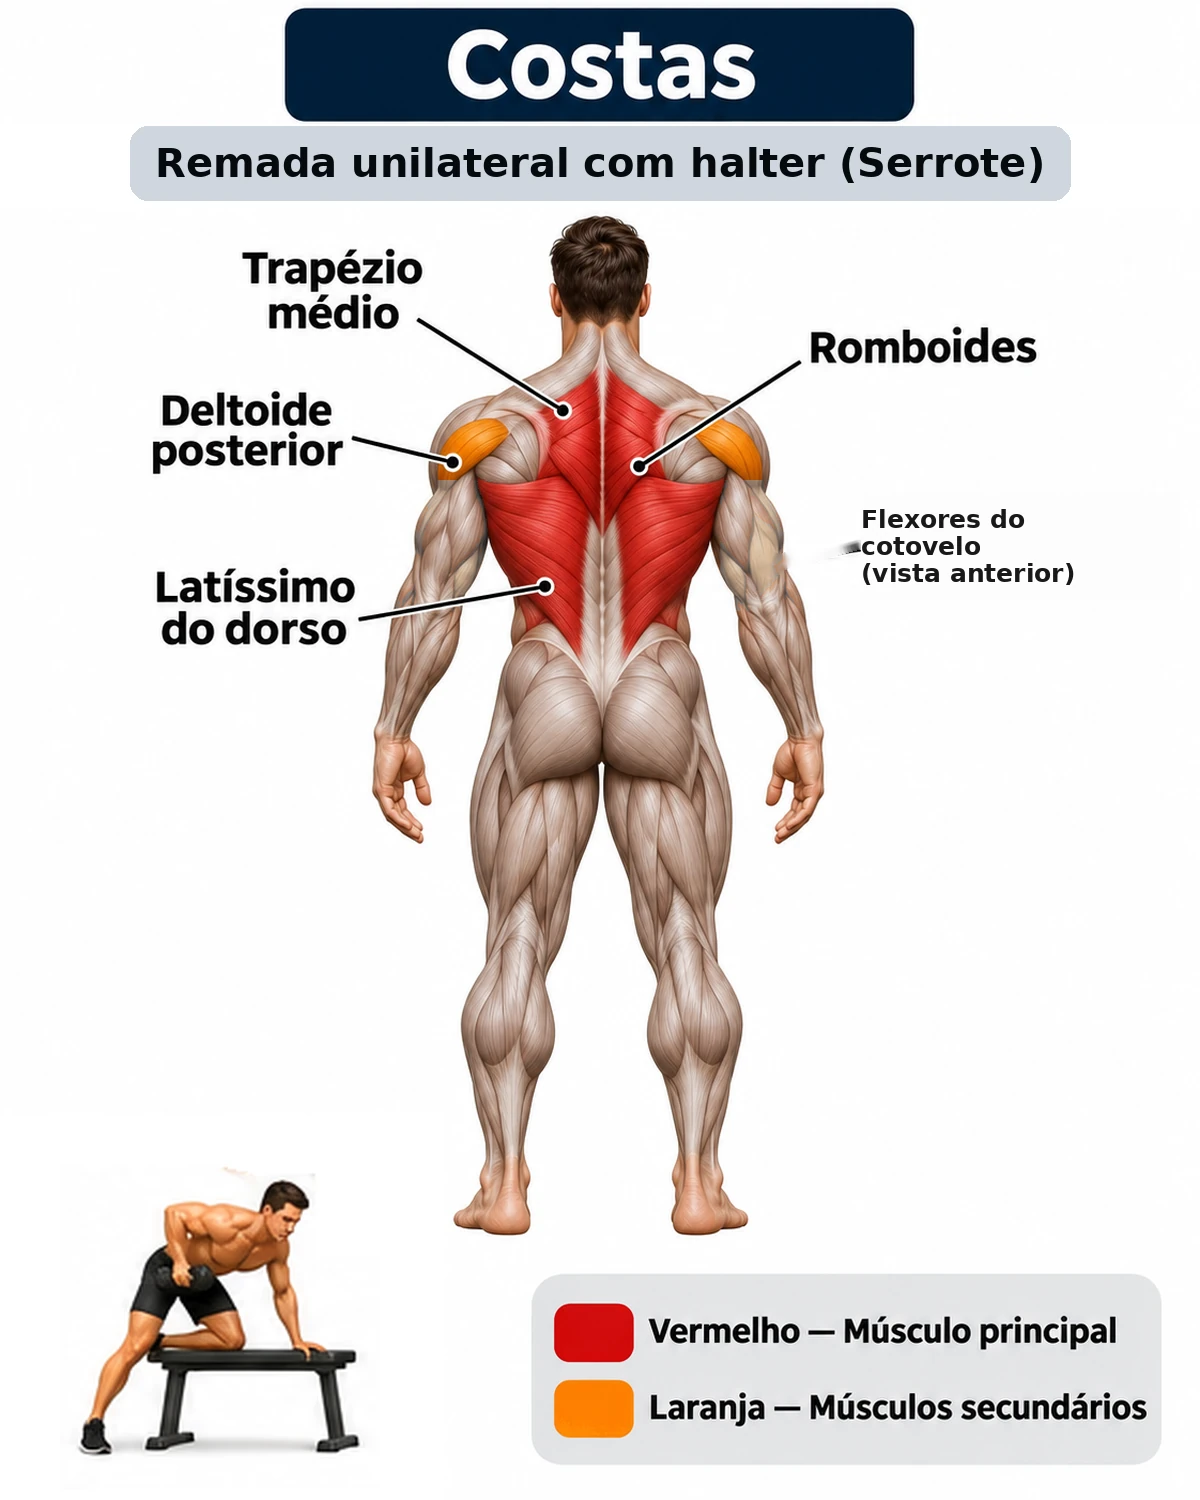 Costas
Remada unilateral com halter (Serrote)
Trapézio
médio
Romboides
Deltoide
posterior
Flexores do
cotovelo
(vista anterior)
Latíssimo
do dorso
Vermelho — Músculo principal
Laranja — Músculos secundários